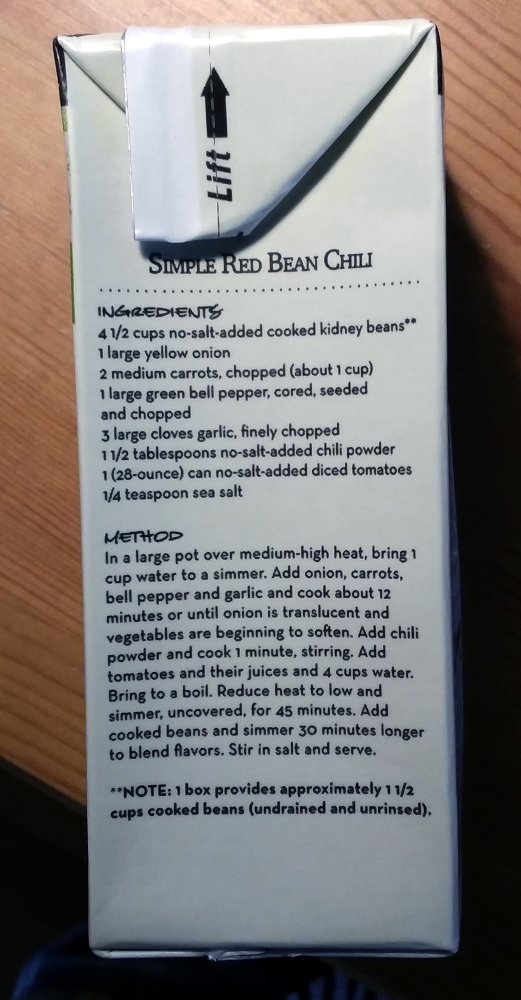 Lift
SIMPLE RED BEAN CHILI
INGREDIENTS
4 1/2 cups no-salt-added cooked kidney beans**
1 large yellow onion
2 medium carrots, chopped (about 1 cup)
1 large green bell pepper, cored, seeded
and chopped
3 large cloves garlic, finely chopped
1 1/2 tablespoons no-salt-added chili powder
1 (28-ounce) can no-salt-added diced tomatoes
1/4 teaspoon sea salt
METHOD
In a large pot over medium-high heat, bring 1
cup water to a simmer. Add onion, carrots,
bell pepper and garlic and cook about 12
minutes or until onion is translucent and
vegetables are beginning to soften. Add chili
powder and cook 1 minute, stirring. Add
tomatoes and their juices and 4 cups water.
Bring to a boil. Reduce heat to low and
simmer, uncovered, for 45 minutes. Add
cooked beans and simmer 30 minutes longer
to blend flavors. Stir in salt and serve.
**NOTE: 1 box provides approximately 1 1/2
cups cooked beans (undrained and unrinsed).